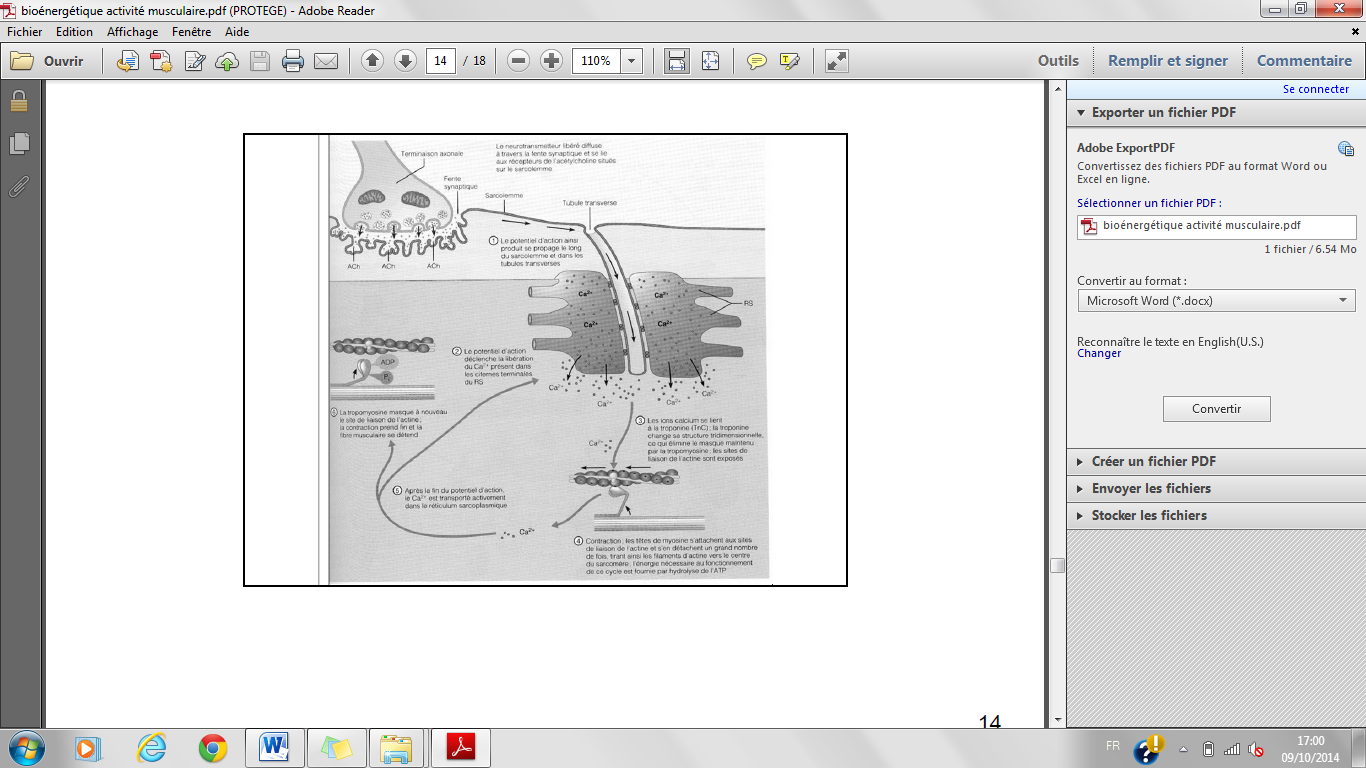 bioénergétique activité musculaire.pdf (PROTEGE) - Adobe Reader
Fichier Edition Affichage Fenêtre Aide
Ouvrir
14 / 18
110%
Outils
Remplir et signer
Commentaire
Se connecter
Exporter un fichier PDF
Adobe ExportPDF
Convertissez des fichiers PDF au format Word ou
Excel en ligne.
Sélectionner un fichier PDF :
bioénergétique activité musculaire.pdf
1 fichier / 6.54 Mo
Convertir au format :
Microsoft Word (*.docx)
Reconnaître le texte en English(U.S.)
Changer
Convertir
Créer un fichier PDF
Envoyer les fichiers
Stocker les fichiers
Terminaison axonale
Le neurotransmetteur libéré diffuse
à travers la fente synaptique et se lie
aux récepteurs de l'acétylcholine situés
sur le sarcolemme
Fente
synaptique
Sarcolemme
Tubule transverse
ACh
ACh
ACh
1 Le potentiel d'action ainsi
produit se propage le long
du sarcolemme et dans les
tubules transverses
Ca2+
Ca2+
Ca2+
Ca2+
RS
2 Le potentiel d'action
déclenche la libération
du Ca2+ présent dans
les citernes terminales
du RS
ADP
Pi
Ca2+
Ca2+
Ca2+
Ca2+
6 La tropomyosine masque à nouveau
le site de liaison de l'actine;
la contraction prend fin et la
fibre musculaire se détend
3 Les ions calcium se lient
à la troponine (TnC); la troponine
change sa structure tridimensionnelle,
ce qui élimine le masque maintenu
par la tropomyosine; les sites de
liaison de l'actine sont exposés
Ca2+
5 Après le fin du potentiel d'action,
le Ca2+ est transporté activement
dans le réticulum sarcoplasmique
Ca2+
4 Contraction; les têtes de myosine s'attachent aux sites
de liaison de l'actine et s'en détachent un grand nombre
de fois, tirant ainsi les filaments d'actine vers le centre
du sarcomère; l'énergie nécessaire au fonctionnement
de ce cycle est fournie par hydrolyse de l'ATP
14
FR
17:00
09/10/2014